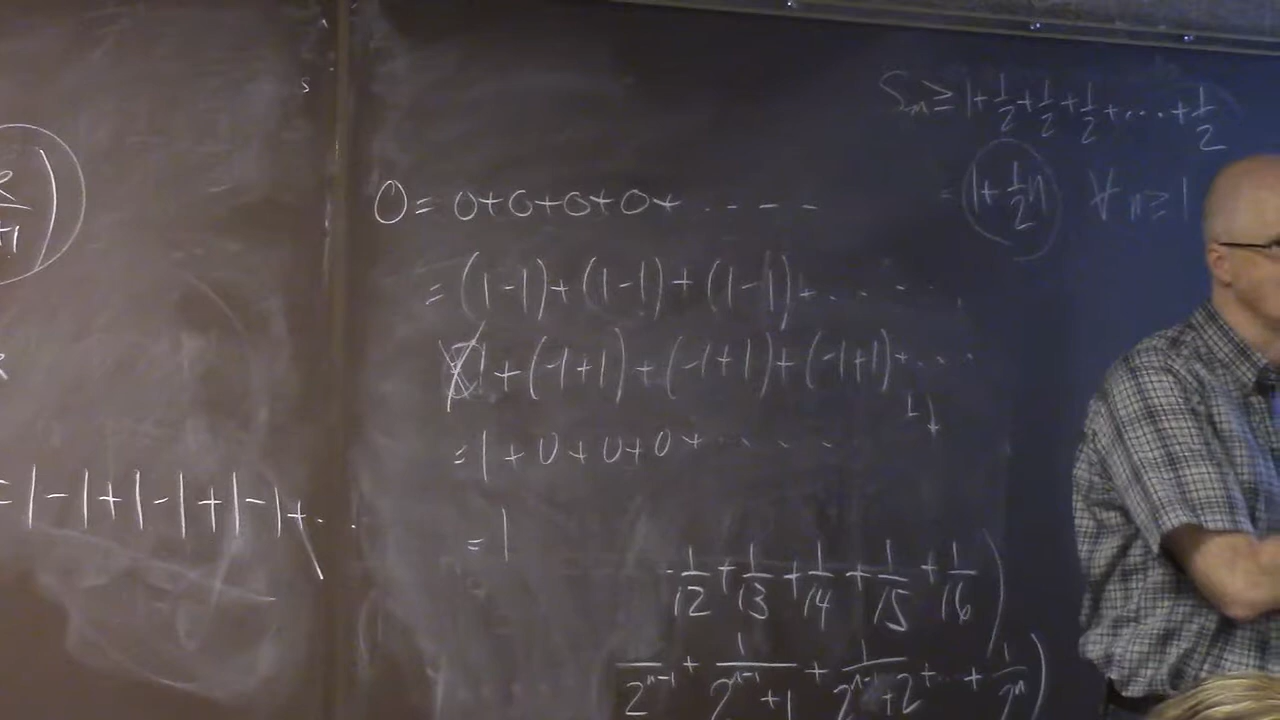 S_n ≥ 1 + 1/2 + 1/2 + 1/2 + ... + 1/2
= 1 + 1/2 n ∀ n ≥ 1
0 = 0 + 0 + 0 + 0 + - - - -
= (1 - 1) + (1 - 1) + (1 - 1) + ......
1 + (-1 + 1) + (-1 + 1) + (-1 + 1) + ....
= 1 + 0 + 0 + 0 + ......
= 1
= 1 - 1 + 1 - 1 + 1 - 1 + ...
1/12 + 1/13 + 1/14 + 1/15 + 1/16 )
/2^{n-1} + 1/(2^{n-1} + 1) + 1/(2^{n-1} + 2) + ... + 1/2^n )